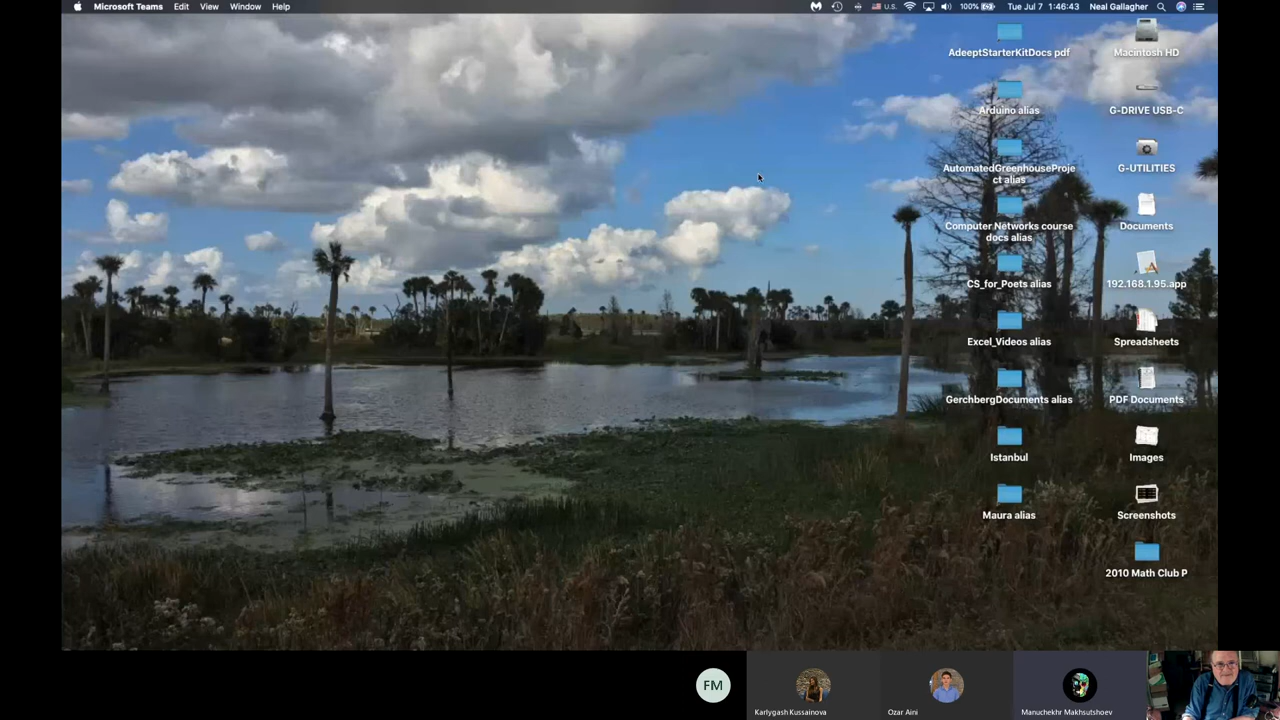 Microsoft Teams Edit View Window Help
U.S. 100% Tue Jul 7 1:46:43 Neal Gallagher
AdeeptStarterKitDocs pdf
Macintosh HD
Arduino alias
G-DRIVE USB-C
AutomatedGreenhouseProje
ct alias
G-UTILITIES
Computer Networks course
docs alias
Documents
CS_for_Poets alias
192.168.1.95.app
Excel_Videos alias
Spreadsheets
GerchbergDocuments alias
PDF Documents
Istanbul
Images
Maura alias
Screenshots
2010 Math Club P
FM
Karlygash Kussainova
Ozar Aini
Manuchekhr Makhsutshoev